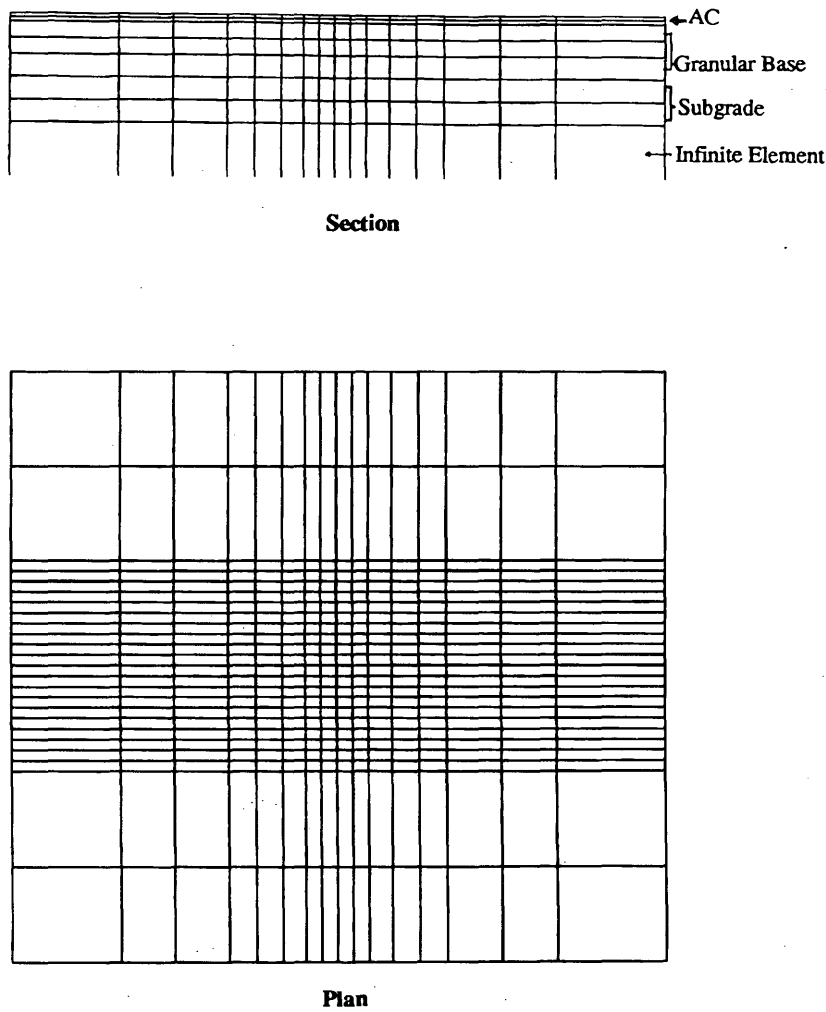 AC
Granular Base
Subgrade
Infinite Element
Section
Plan